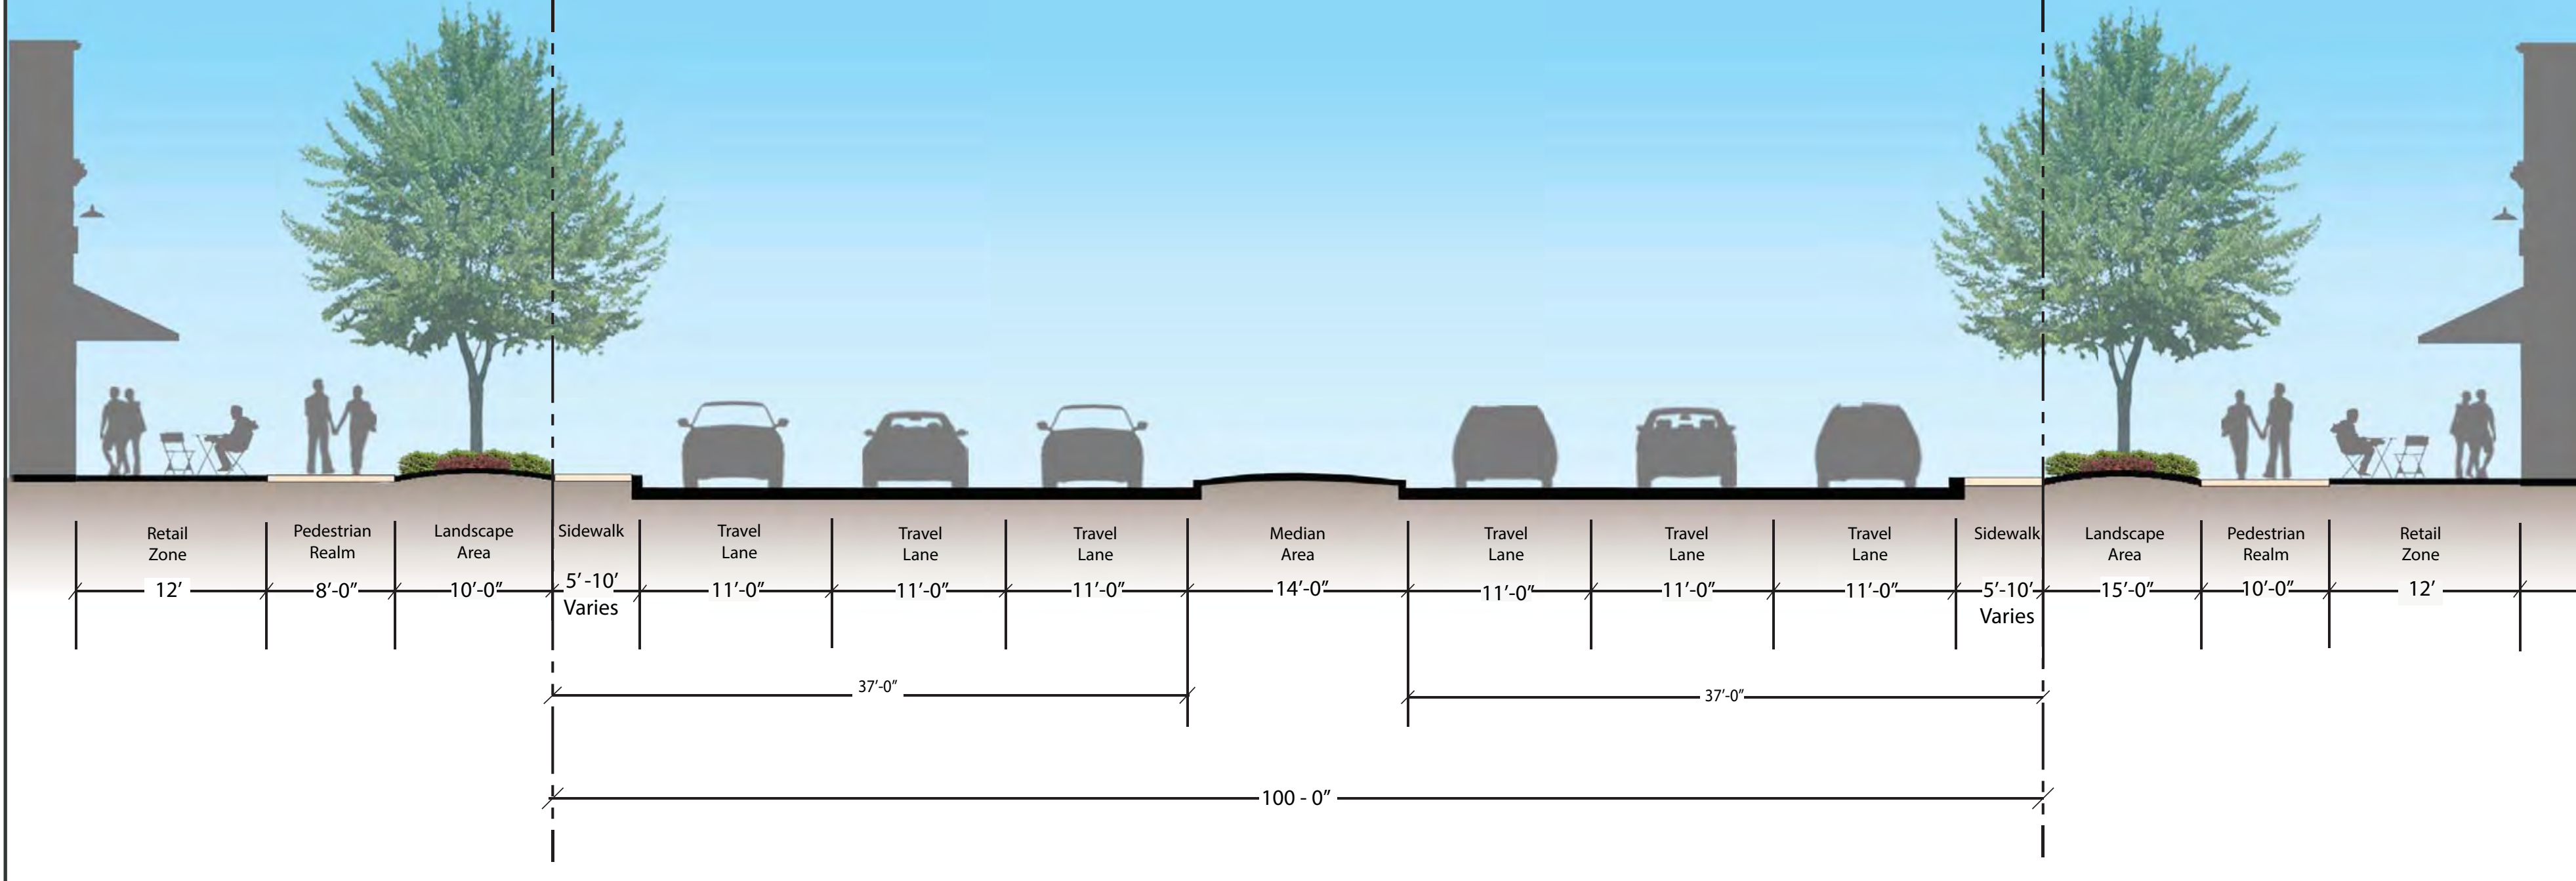 Retail
Zone
Pedestrian
Realm
Landscape
Area
Sidewalk
Travel
Lane
Travel
Lane
Travel
Lane
Median
Area
Travel
Lane
Travel
Lane
Travel
Lane
Sidewalk
Landscape
Area
Pedestrian
Realm
Retail
Zone
12’
8’-0”
10’-0”
5’ -10’
Varies
11’-0”
11’-0”
11’-0”
14’-0”
11’-0”
11’-0”
11’-0”
5’-10’
Varies
15’-0”
10’-0”
12’
37’-0”
37’-0”
100 - 0”